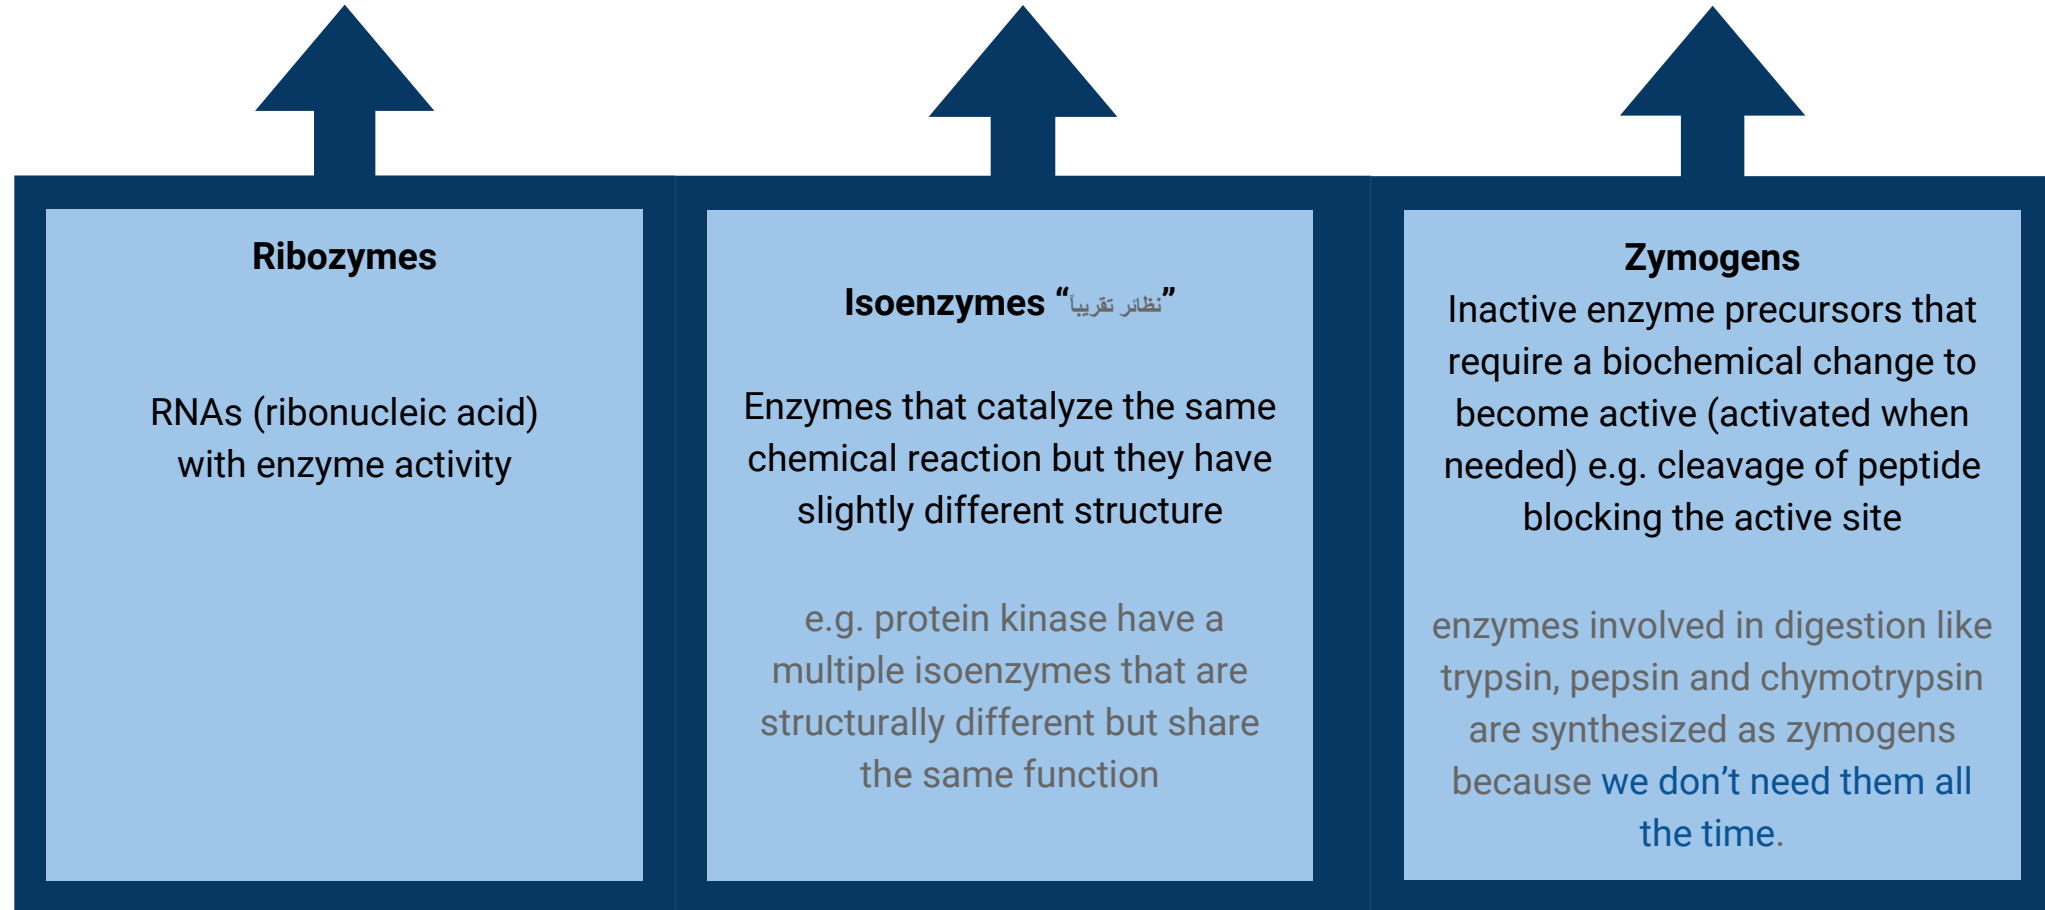 Ribozymes
RNAs (ribonucleic acid)
with enzyme activity
Isoenzymes “نظائر تقريباً”
Enzymes that catalyze the same
chemical reaction but they have
slightly different structure
e.g. protein kinase have a
multiple isoenzymes that are
structurally different but share
the same function
Zymogens
Inactive enzyme precursors that
require a biochemical change to
become active (activated when
needed) e.g. cleavage of peptide
blocking the active site
enzymes involved in digestion like
trypsin, pepsin and chymotrypsin
are synthesized as zymogens
because we don’t need them all
the time.